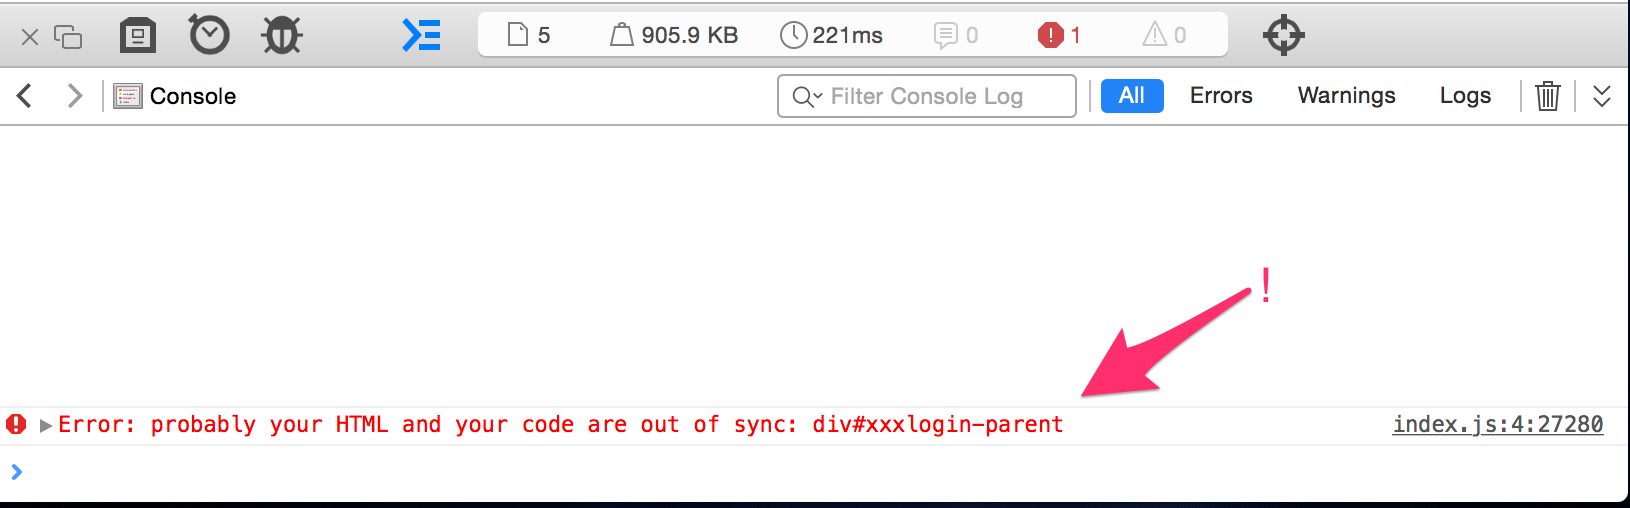 5 905.9 KB 221ms 0 1 0
Console Filter Console Log All Errors Warnings Logs
!
Error: probably your HTML and your code are out of sync: div#xxxlogin-parent index.js:4:27280